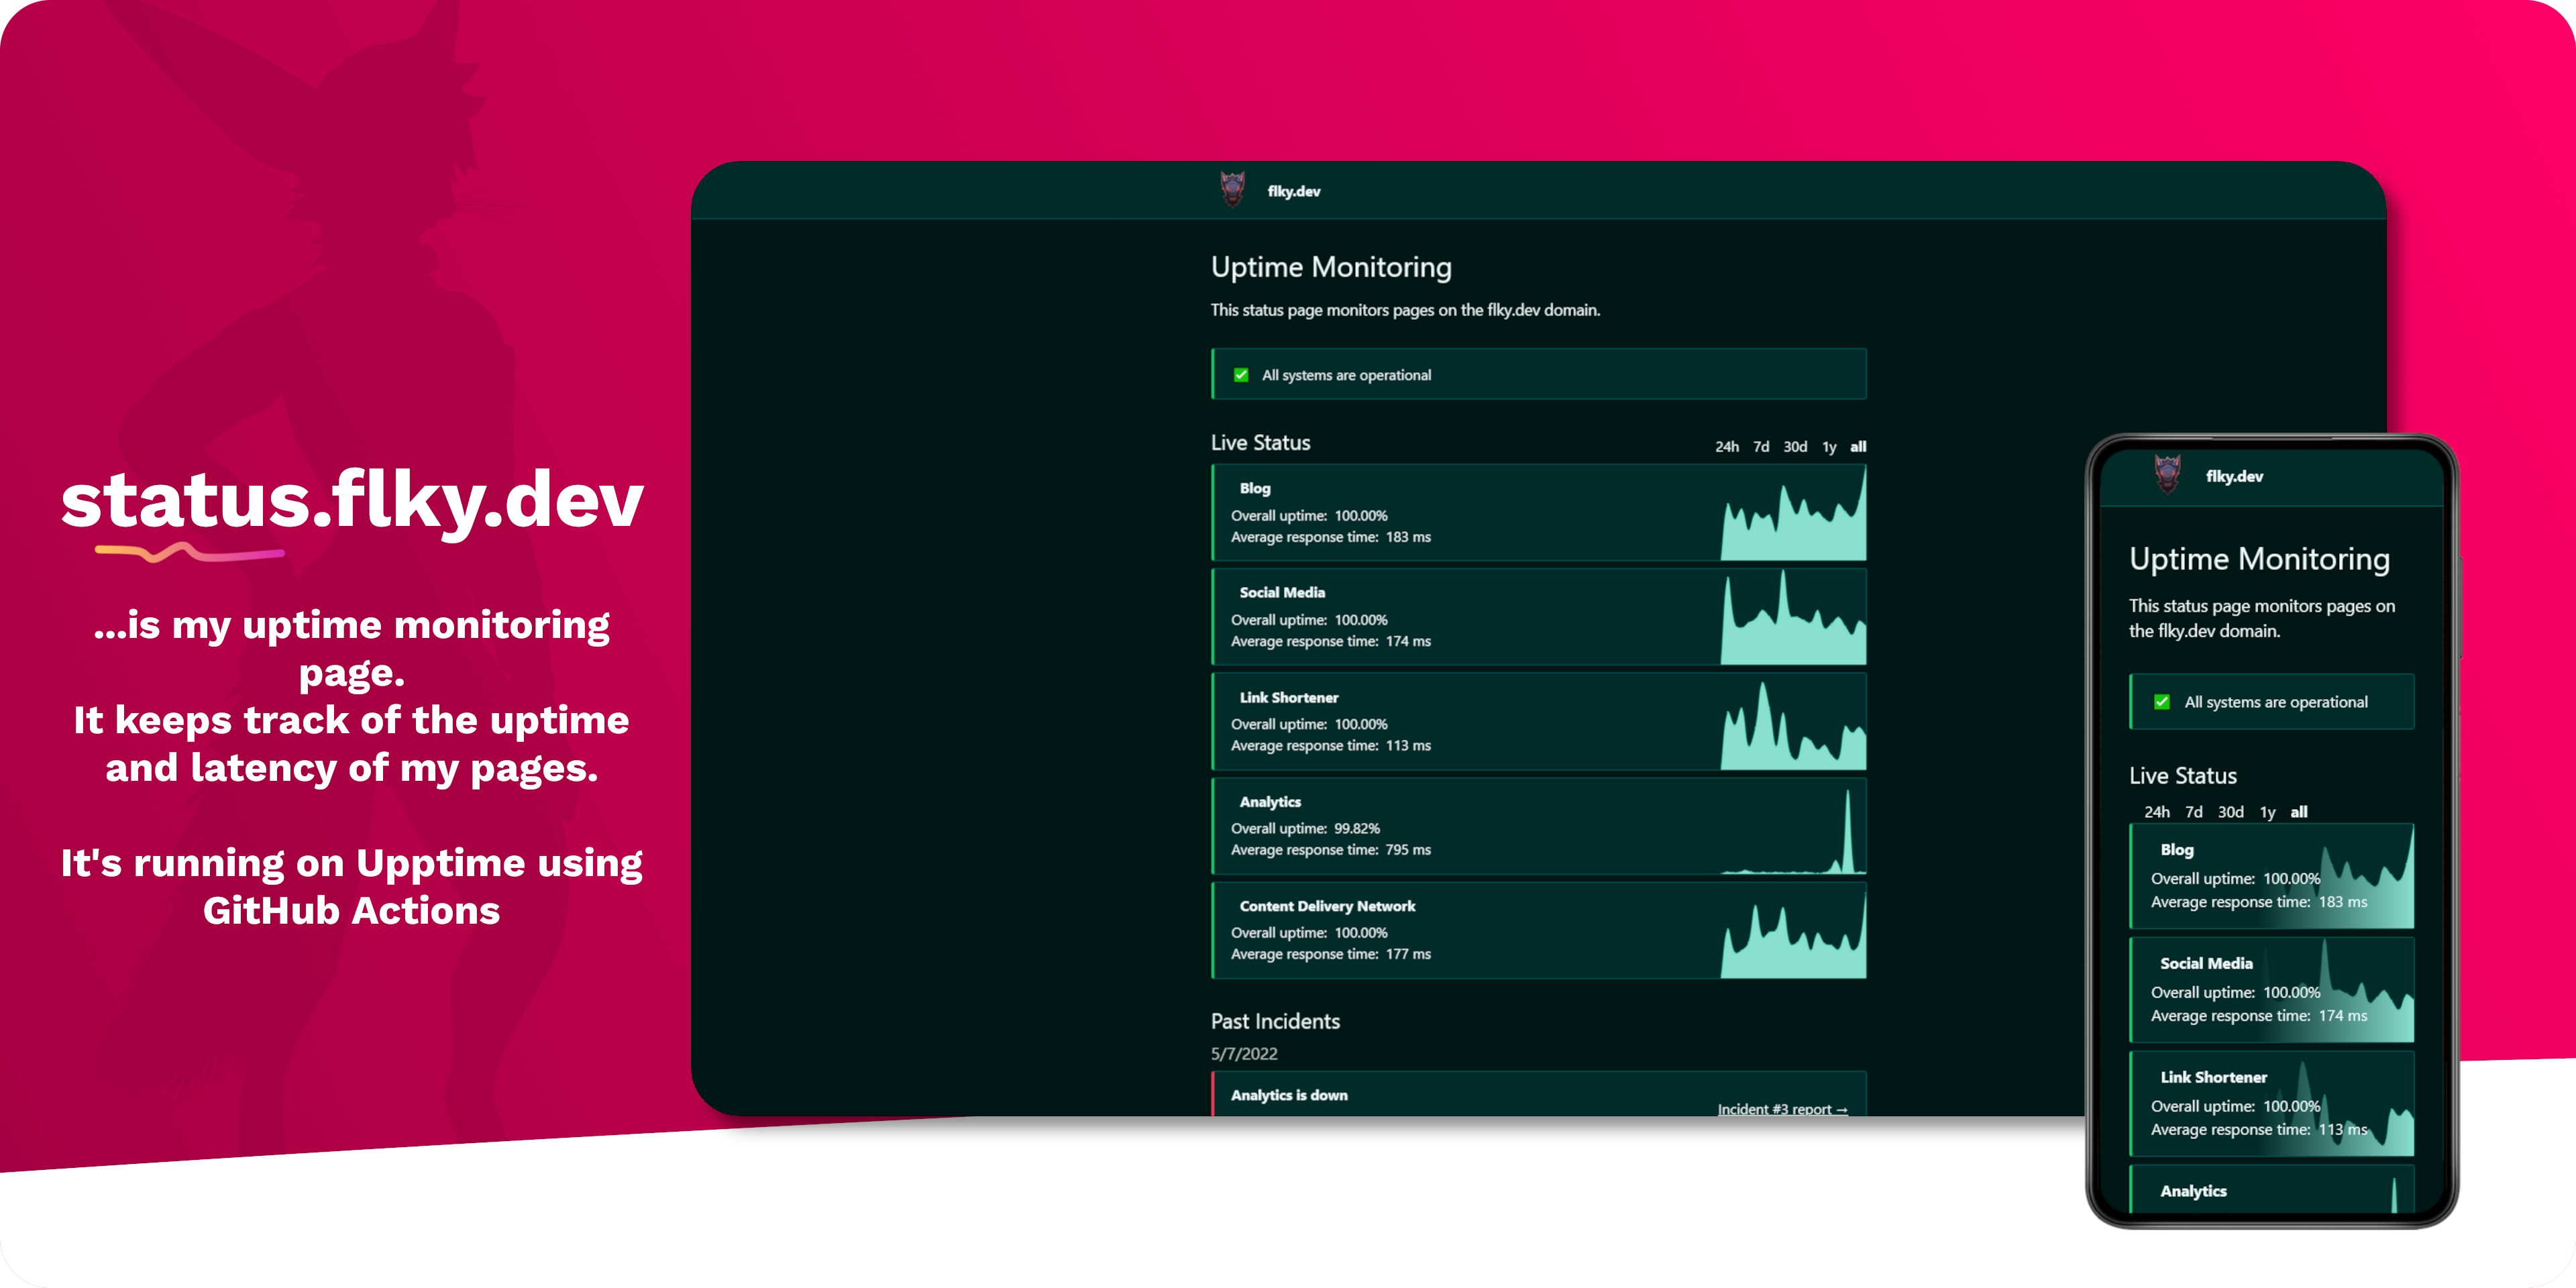 status.flky.dev
...is my uptime monitoring
page.
It keeps track of the uptime
and latency of my pages.
It's running on Upptime using
GitHub Actions
flky.dev
Uptime Monitoring
This status page monitors pages on the flky.dev domain.
✅ All systems are operational
Live Status
24h 7d 30d 1y all
Blog
Overall uptime: 100.00%
Average response time: 183 ms
Social Media
Overall uptime: 100.00%
Average response time: 174 ms
Link Shortener
Overall uptime: 100.00%
Average response time: 113 ms
Analytics
Overall uptime: 99.82%
Average response time: 795 ms
Content Delivery Network
Overall uptime: 100.00%
Average response time: 177 ms
Past Incidents
5/7/2022
Analytics is down
Incident #3 report →
flky.dev
Uptime Monitoring
This status page monitors pages on
the flky.dev domain.
✅ All systems are operational
Live Status
24h 7d 30d 1y all
Blog
Overall uptime: 100.00%
Average response time: 183 ms
Social Media
Overall uptime: 100.00%
Average response time: 174 ms
Link Shortener
Overall uptime: 100.00%
Average response time: 113 ms
Analytics